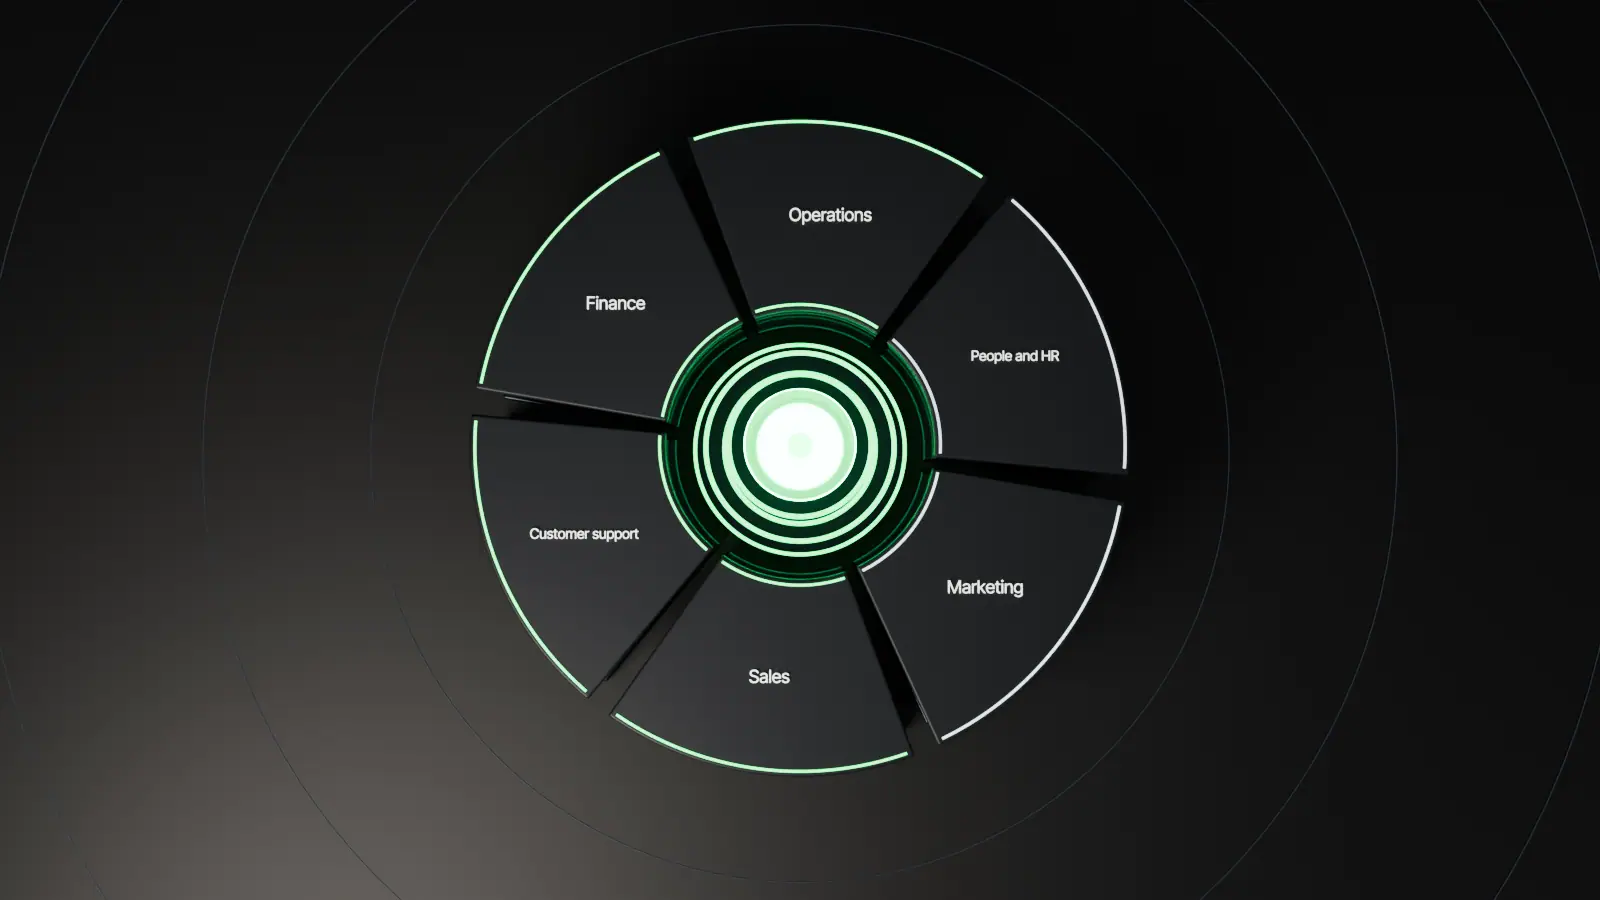 Operations
Finance
People and HR
Customer support
Marketing
Sales